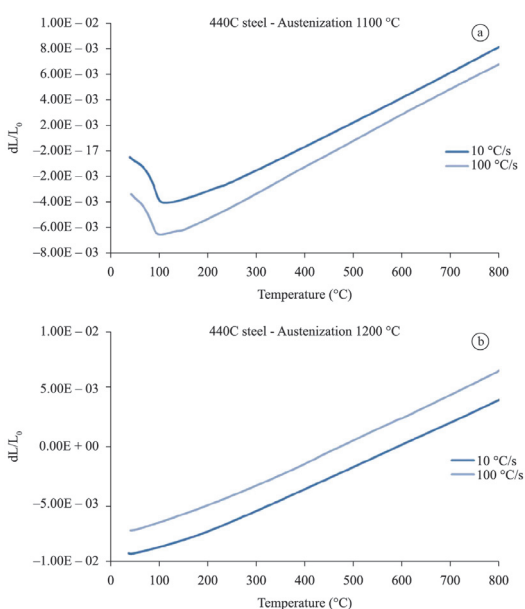 440C steel - Austenization 1100 °C
a
1.00E – 02
8.00E – 03
6.00E – 03
4.00E – 03
2.00E – 03
–2.00E – 17
–2.00E – 03
–4.00E – 03
–6.00E – 03
–8.00E – 03
dL/L0
10 °C/s
100 °C/s
0 100 200 300 400 500 600 700 800
Temperature (°C)
440C steel - Austenization 1200 °C
b
1.00E – 02
5.00E – 03
0.00E + 00
–5.00E – 03
–1.00E – 02
dL/L0
10 °C/s
100 °C/s
0 100 200 300 400 500 600 700 800
Temperature (°C)